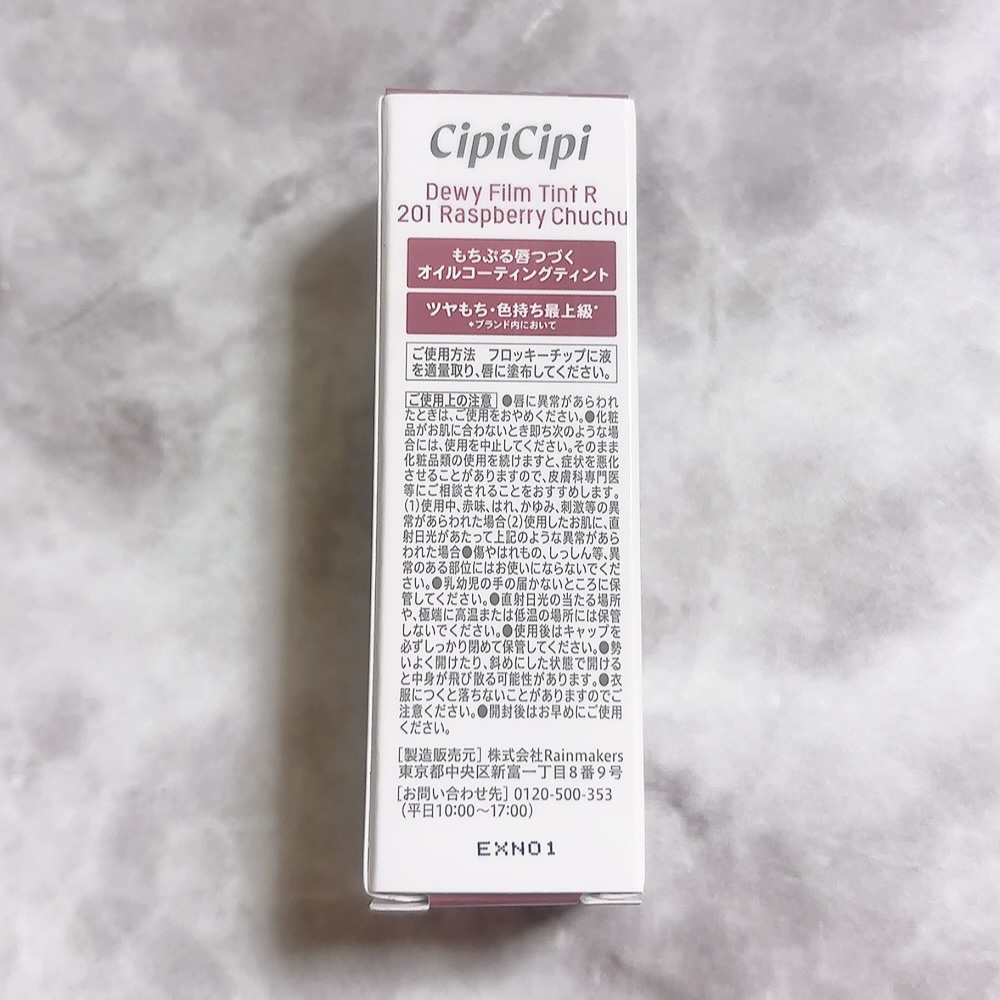 CipiCipi
Dewy Film Tint R
201 Raspberry Chuchu
もちぷる唇つづく
オイルコーティングティント
ツヤもち・色持ち最上級*
*ブランド内において
ご使用方法　フロッキーチップに液
を適量取り、唇に塗布してください。
ご使用上の注意 ●唇に異常があらわれ
たときは、ご使用をおやめください。●化粧
品がお肌に合わないとき即ち次のような場
合には、使用を中止してください。そのまま
化粧品類の使用を続けますと、症状を悪化
させることがありますので、皮膚科専門医
等にご相談されることをおすすめします。
(1)使用中、赤味、はれ、かゆみ、刺激等の異
常があらわれた場合(2)使用したお肌に、直
射日光があたって上記のような異常があら
われた場合●傷やはれもの、しっしん等、異
常のある部位にはお使いにならないでくだ
さい。●乳幼児の手の届かないところに保
管してください。●直射日光の当たる場所
や、極端に高温または低温の場所には保管
しないでください。●使用後はキャップを
必ずしっかり閉めて保管してください。●勢
いよく開けたり、斜めにした状態で開ける
と中身が飛び散る可能性があります。●衣
服につくと落ちないことがありますのでご
注意ください。●開封後はお早めにご使用
ください。
[製造販売元] 株式会社Rainmakers
東京都中央区新富一丁目8番9号
[お問い合わせ先] 0120-500-353
(平日10:00〜17:00)
EXN01